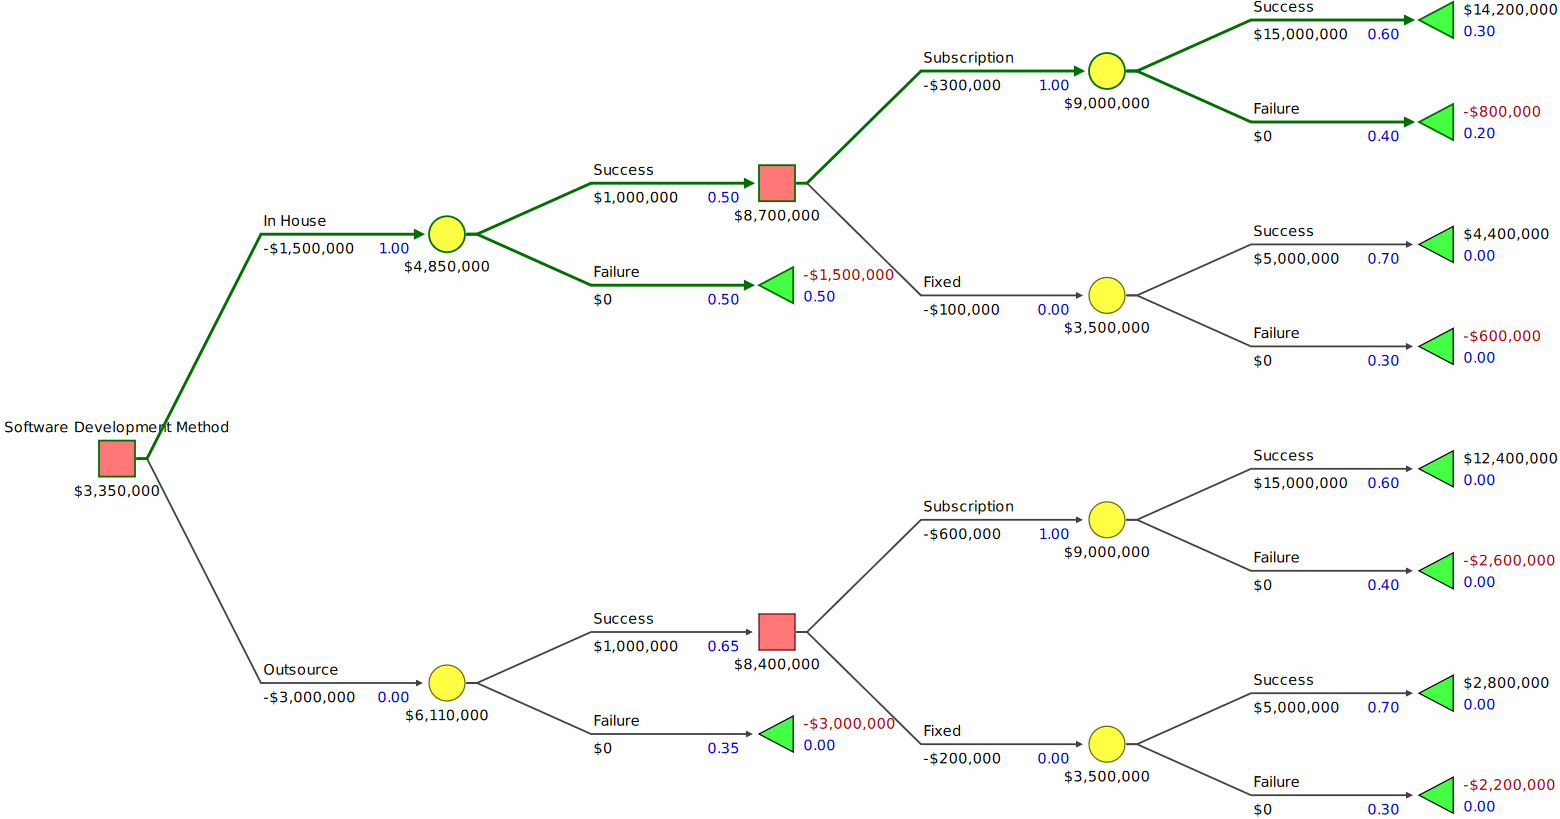 Success
$15,000,000 0.60
$14,200,000
0.30
Subscription
-$300,000 1.00
$9,000,000
Failure
$0 0.40
-$800,000
0.20
Success
$1,000,000 0.50
$8,700,000
In House
-$1,500,000 1.00
$4,850,000
Failure
$0 0.50
-$1,500,000
0.50
Fixed
-$100,000 0.00
$3,500,000
Success
$5,000,000 0.70
$4,400,000
0.00
Failure
$0 0.30
-$600,000
0.00
Software Development Method
$3,350,000
Success
$15,000,000 0.60
$12,400,000
0.00
Subscription
-$600,000 1.00
$9,000,000
Failure
$0 0.40
-$2,600,000
0.00
Success
$1,000,000 0.65
$8,400,000
Outsource
-$3,000,000 0.00
$6,110,000
Failure
$0 0.35
-$3,000,000
0.00
Fixed
-$200,000 0.00
$3,500,000
Success
$5,000,000 0.70
$2,800,000
0.00
Failure
$0 0.30
-$2,200,000
0.00